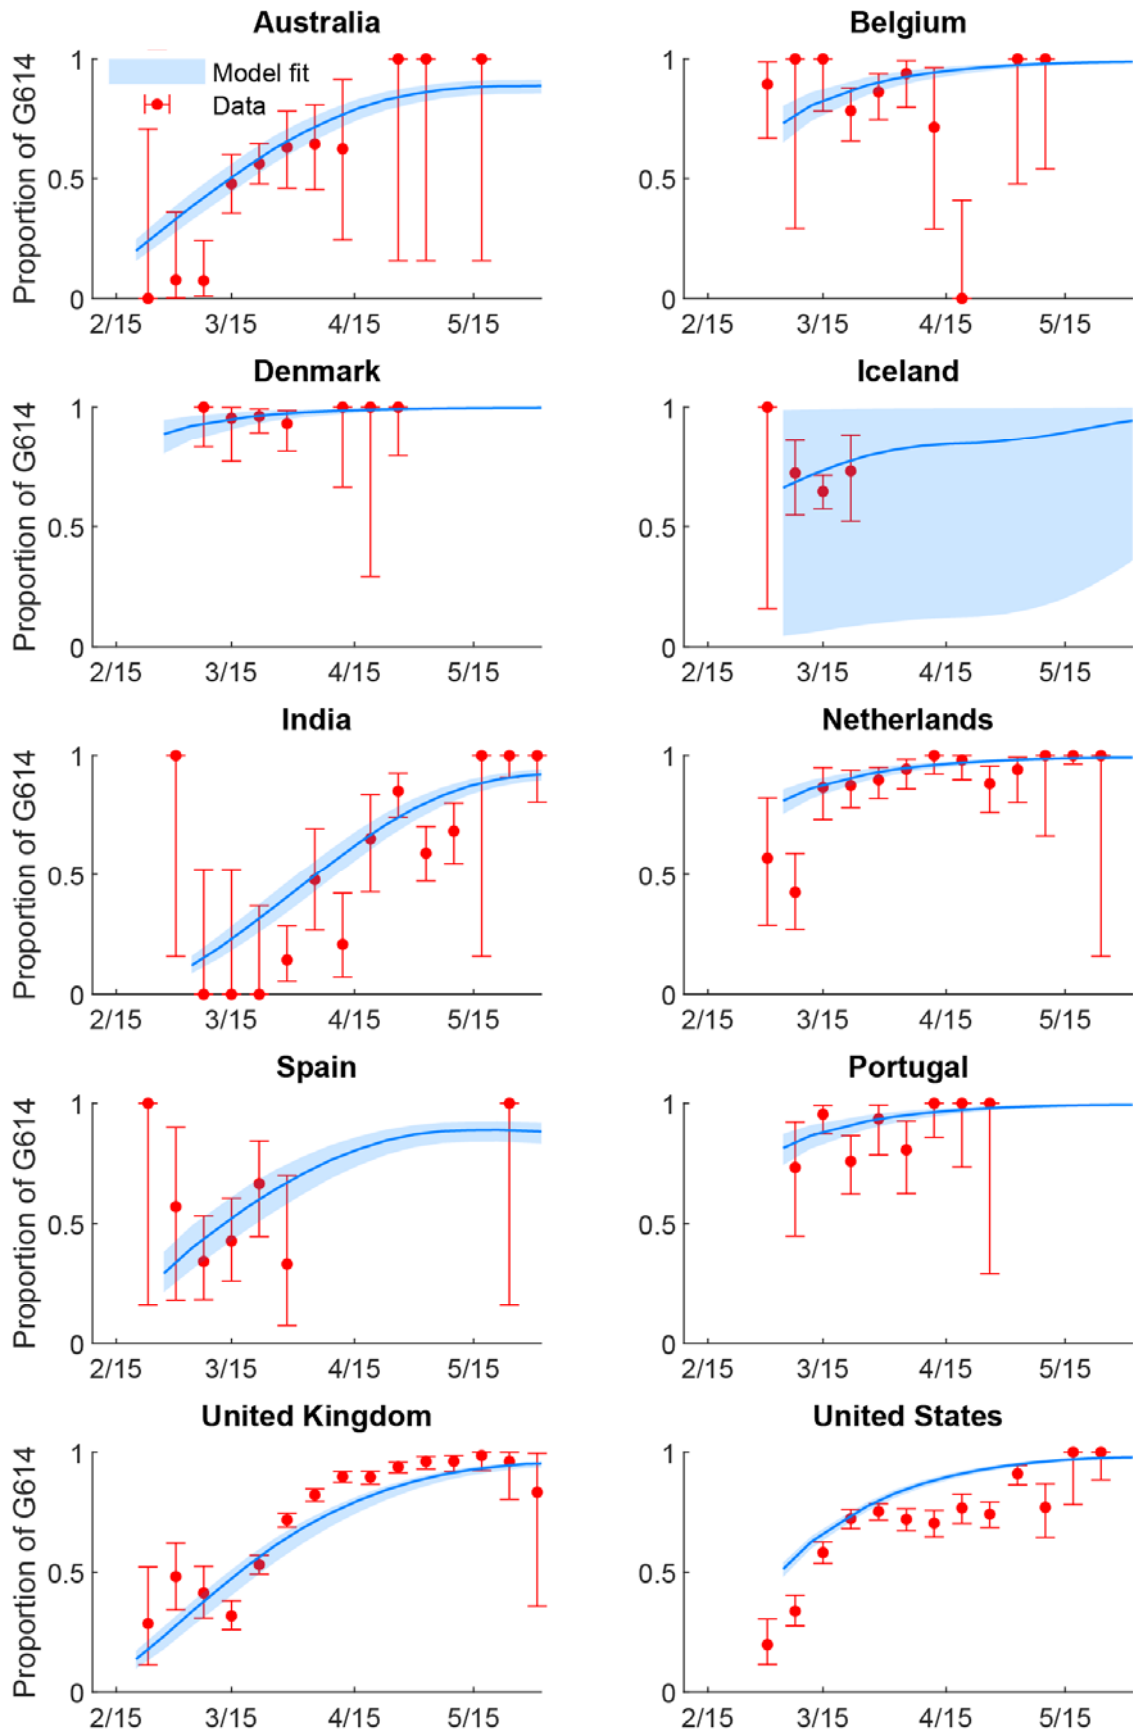 Australia
Belgium
Proportion of G614
1
0.5
0
Model fit
Data
2/15 3/15 4/15 5/15
1
0.5
0
2/15 3/15 4/15 5/15
Denmark
Iceland
Proportion of G614
1
0.5
0
2/15 3/15 4/15 5/15
1
0.5
0
2/15 3/15 4/15 5/15
India
Netherlands
Proportion of G614
1
0.5
0
2/15 3/15 4/15 5/15
1
0.5
0
2/15 3/15 4/15 5/15
Spain
Portugal
Proportion of G614
1
0.5
0
2/15 3/15 4/15 5/15
1
0.5
0
2/15 3/15 4/15 5/15
United Kingdom
United States
Proportion of G614
1
0.5
0
2/15 3/15 4/15 5/15
1
0.5
0
2/15 3/15 4/15 5/15